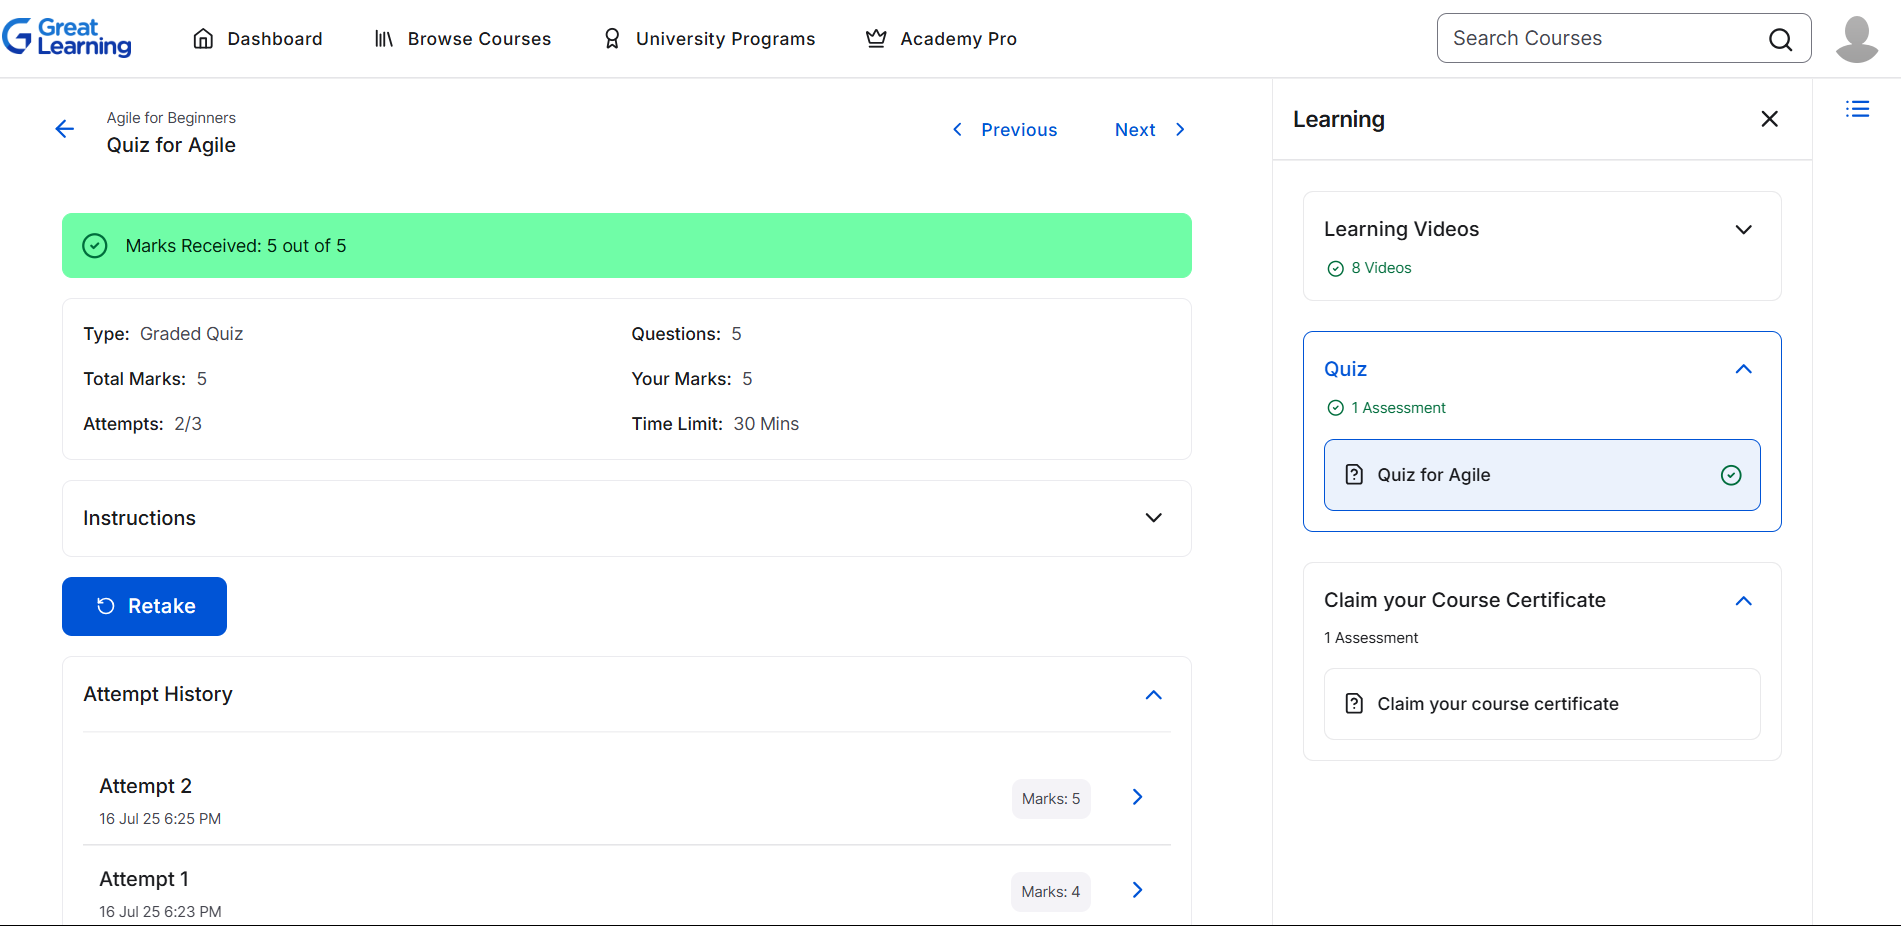 Great Learning
Dashboard
Browse Courses
University Programs
Academy Pro
Search Courses
Agile for Beginners
Quiz for Agile
Previous
Next
Marks Received: 5 out of 5
Type: Graded Quiz
Questions: 5
Total Marks: 5
Your Marks: 5
Attempts: 2/3
Time Limit: 30 Mins
Instructions
Retake
Attempt History
Attempt 2
16 Jul 25 6:25 PM
Marks: 5
Attempt 1
16 Jul 25 6:23 PM
Marks: 4
Learning
Learning Videos
8 Videos
Quiz
1 Assessment
Quiz for Agile
Claim your Course Certificate
1 Assessment
Claim your course certificate